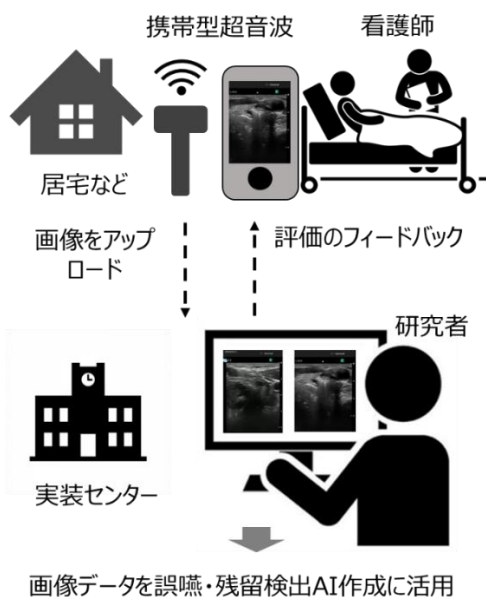 携帯型超音波
看護師
居宅など
画像をアップ
ロード
評価のフィードバック
研究者
実装センター
画像データを誤嚥・残留検出AI作成に活用